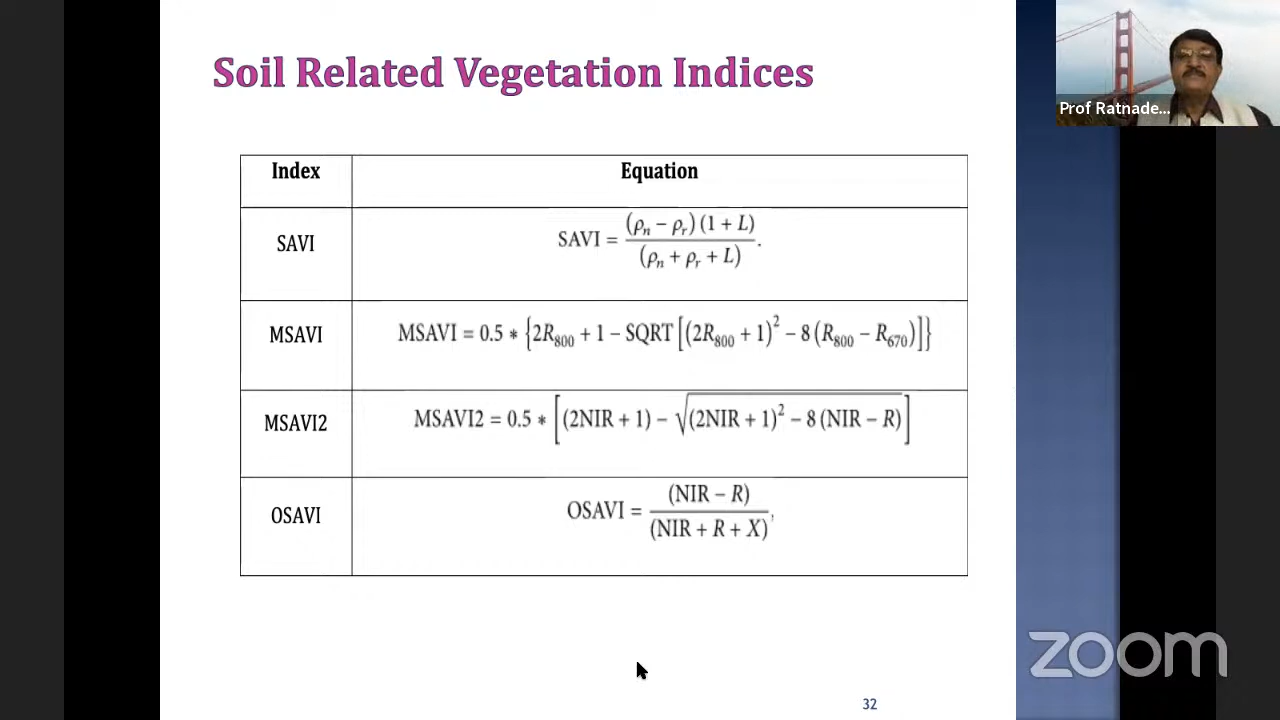 Soil Related Vegetation Indices
Prof Ratnade...
Index Equation
SAVI SAVI = (ρn − ρr)(1 + L) / (ρn + ρr + L).
MSAVI MSAVI = 0.5 * {2R800 + 1 − SQRT [(2R800 + 1)² − 8(R800 − R670)]}
MSAVI2 MSAVI2 = 0.5 * [(2NIR + 1) − √(2NIR + 1)² − 8(NIR − R)]
OSAVI OSAVI = (NIR − R) / (NIR + R + X),
zoom
32